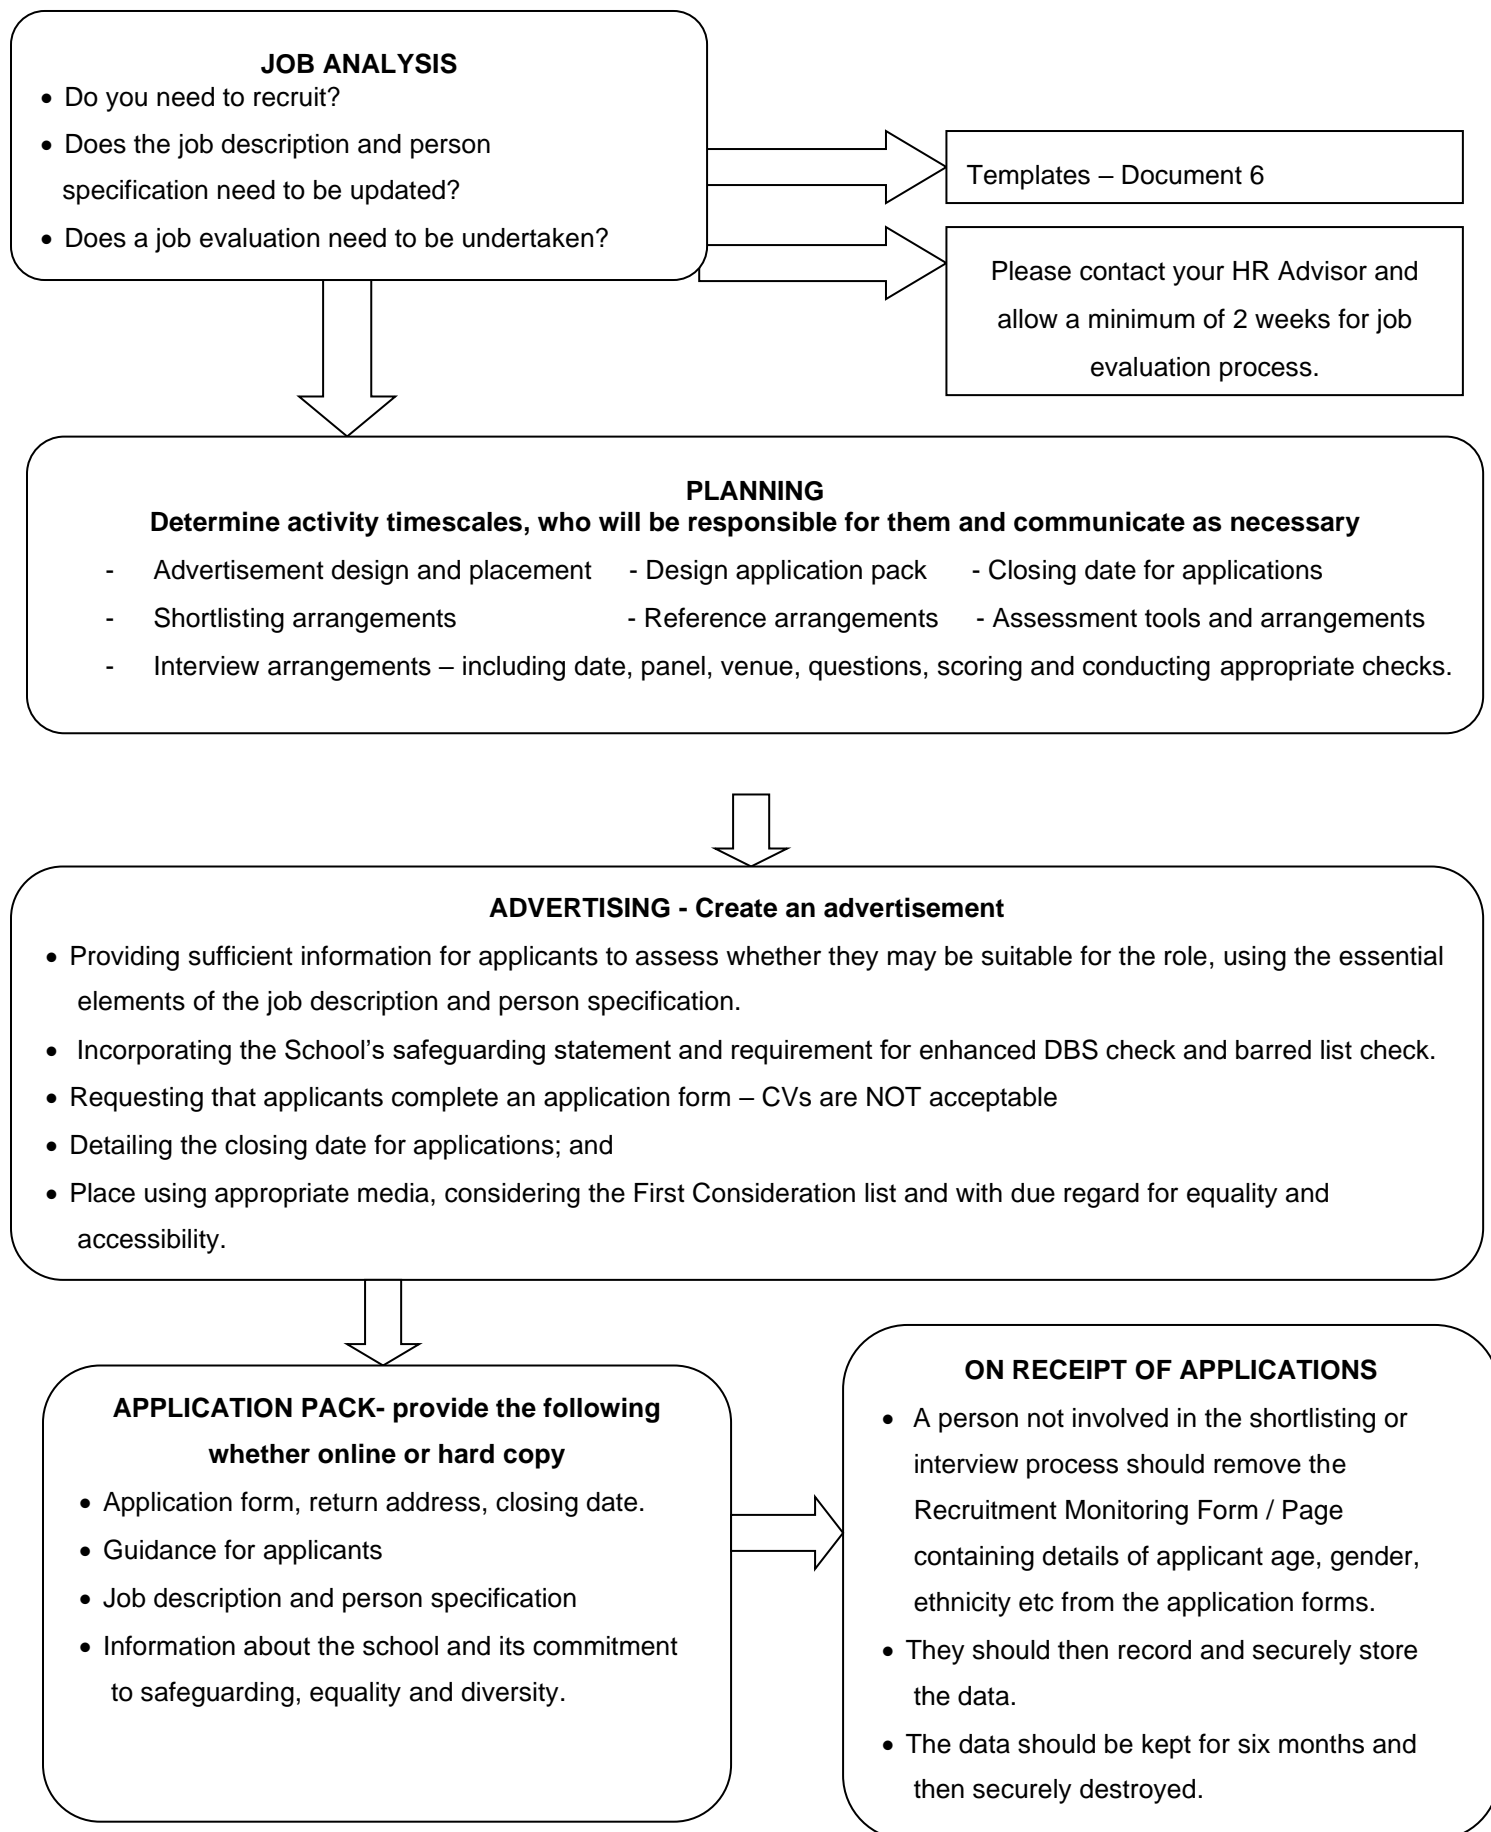 JOB ANALYSIS
• Do you need to recruit?
• Does the job description and person
specification need to be updated?
• Does a job evaluation need to be undertaken?
Templates – Document 6
Please contact your HR Advisor and
allow a minimum of 2 weeks for job
evaluation process.
PLANNING
Determine activity timescales, who will be responsible for them and communicate as necessary
- Advertisement design and placement - Design application pack - Closing date for applications
- Shortlisting arrangements - Reference arrangements - Assessment tools and arrangements
- Interview arrangements – including date, panel, venue, questions, scoring and conducting appropriate checks.
ADVERTISING - Create an advertisement
• Providing sufficient information for applicants to assess whether they may be suitable for the role, using the essential
elements of the job description and person specification.
• Incorporating the School’s safeguarding statement and requirement for enhanced DBS check and barred list check.
• Requesting that applicants complete an application form – CVs are NOT acceptable
• Detailing the closing date for applications; and
• Place using appropriate media, considering the First Consideration list and with due regard for equality and
accessibility.
APPLICATION PACK- provide the following
whether online or hard copy
• Application form, return address, closing date.
• Guidance for applicants
• Job description and person specification
• Information about the school and its commitment
to safeguarding, equality and diversity.
ON RECEIPT OF APPLICATIONS
• A person not involved in the shortlisting or
interview process should remove the
Recruitment Monitoring Form / Page
containing details of applicant age, gender,
ethnicity etc from the application forms.
• They should then record and securely store
the data.
• The data should be kept for six months and
then securely destroyed.